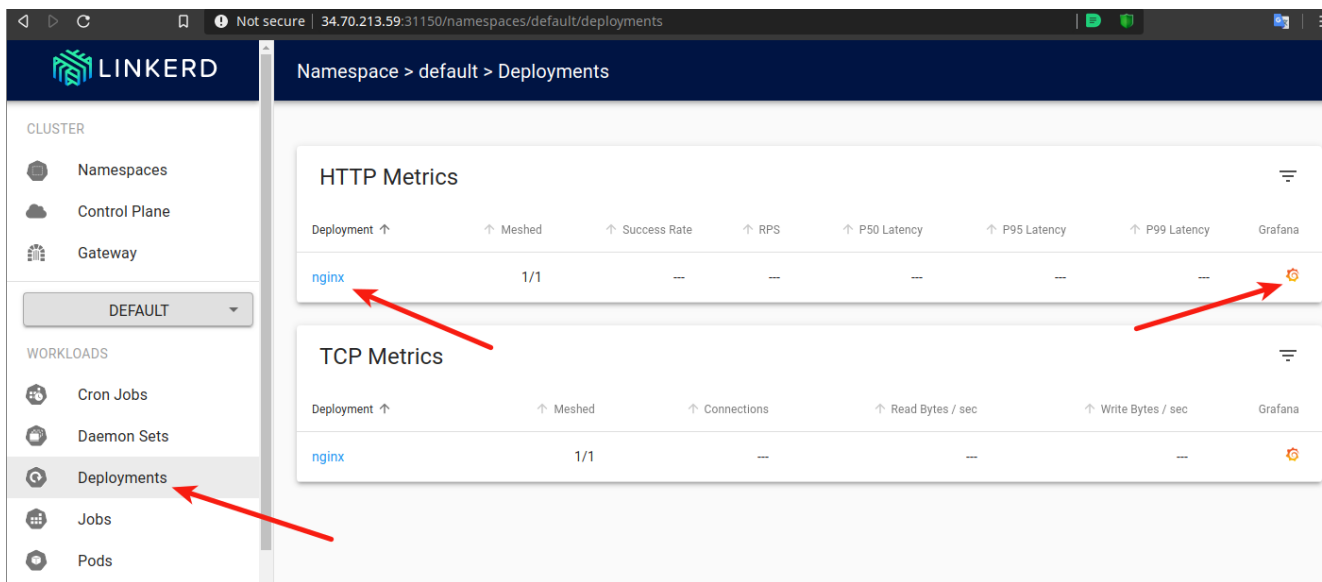 Not secure 34.70.213.59:31150/namespaces/default/deployments
LINKERD
Namespace > default > Deployments
CLUSTER
Namespaces
Control Plane
Gateway
DEFAULT
WORKLOADS
Cron Jobs
Daemon Sets
Deployments
Jobs
Pods
HTTP Metrics
Deployment ↑ ↑ Meshed ↑ Success Rate ↑ RPS ↑ P50 Latency ↑ P95 Latency ↑ P99 Latency Grafana
nginx 1/1 --- --- --- --- ---
TCP Metrics
Deployment ↑ ↑ Meshed ↑ Connections ↑ Read Bytes / sec ↑ Write Bytes / sec Grafana
nginx 1/1 --- --- ---